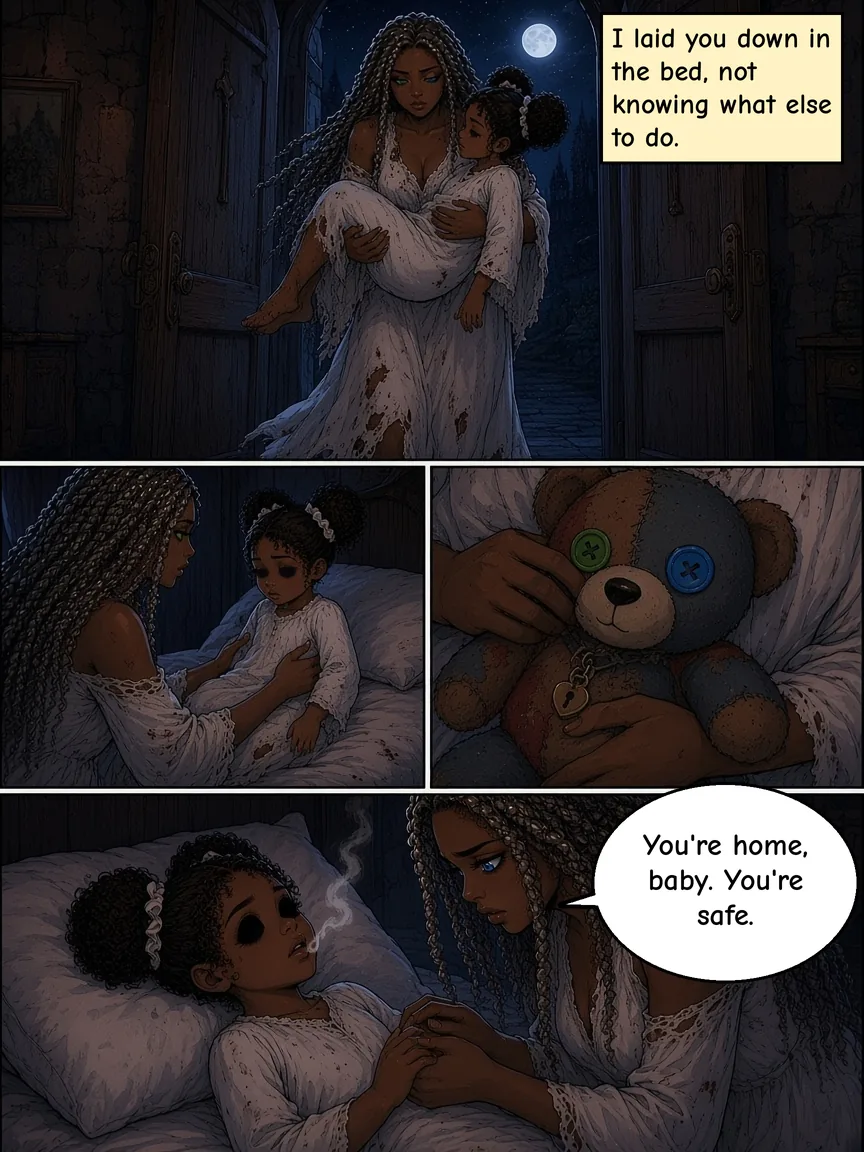 I laid you down in
the bed, not
knowing what else
to do.
You're home,
baby. You're
safe.